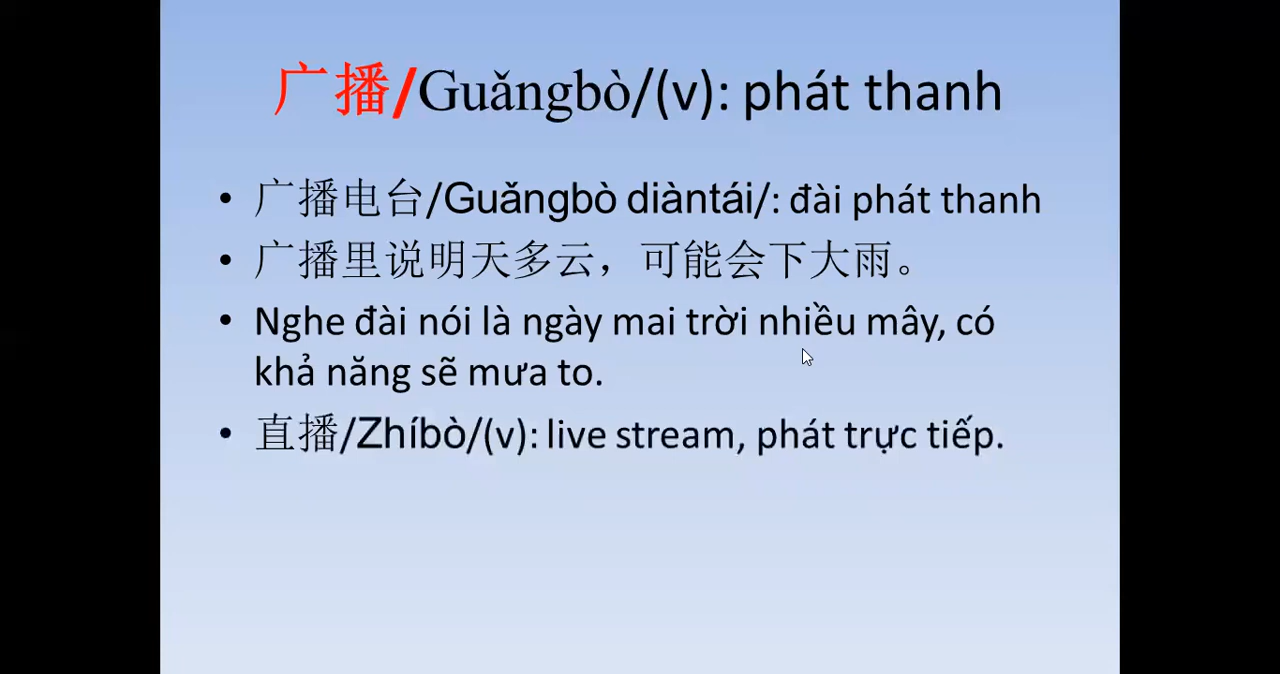 广播/Guǎngbò/(v): phát thanh
• 广播电台/Guǎngbò diàntái/: đài phát thanh
• 广播里说明天多云，可能会下大雨。
• Nghe đài nói là ngày mai trời nhiều mây, có
khả năng sẽ mưa to.
• 直播/Zhíbò/(v): live stream, phát trực tiếp.